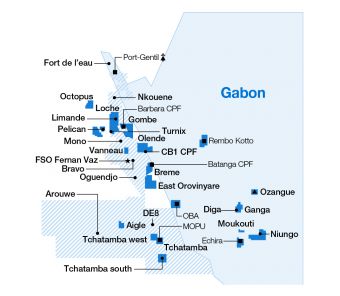 Port-Gentil
Fort de l'eau
Gabon
Octopus
Nkouene
Loche
Barbara CPF
Limande
Gombe
Pelican
Turnix
Mono
Olende
Rembo Kotto
Vanneau
CB1 CPF
FSO Fernan Vaz
Batanga CPF
Bravo
Breme
Oguendjo
East Orovinyare
Ozangue
Arouwe
Diga
Ganga
DEß
OBA
Aigle
MOPU
Moukouti
Niungo
Tchatamba west
Echira
Tchatamba
Tchatamba south